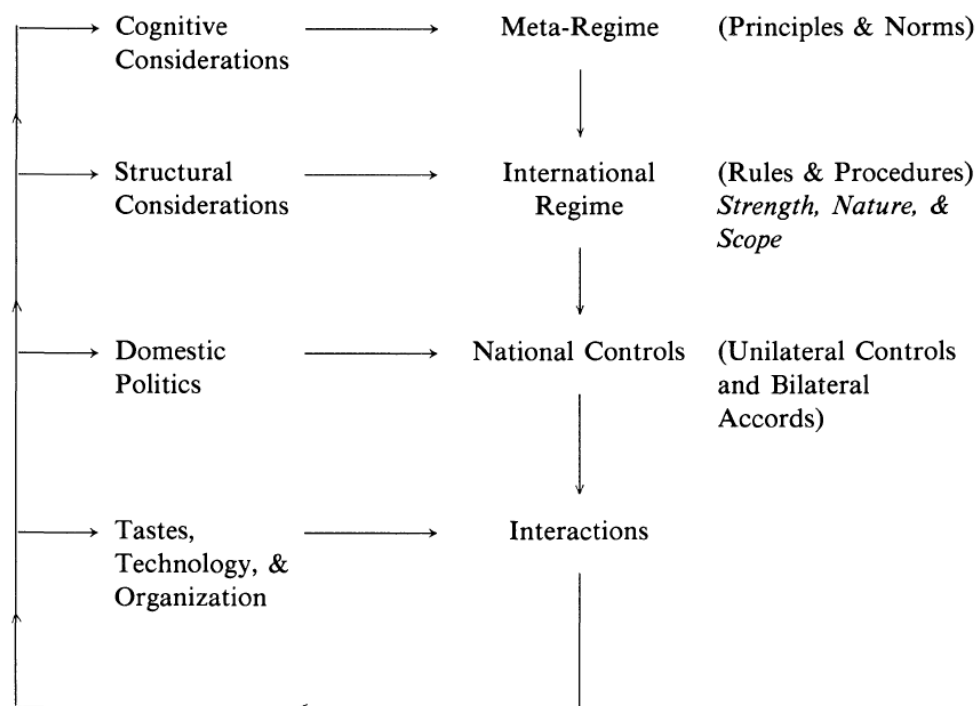 Cognitive
Considerations
Meta-Regime
(Principles & Norms)
Structural
Considerations
International
Regime
(Rules & Procedures)
Strength, Nature, &
Scope
Domestic
Politics
National Controls
(Unilateral Controls
and Bilateral
Accords)
Tastes,
Technology, &
Organization
Interactions